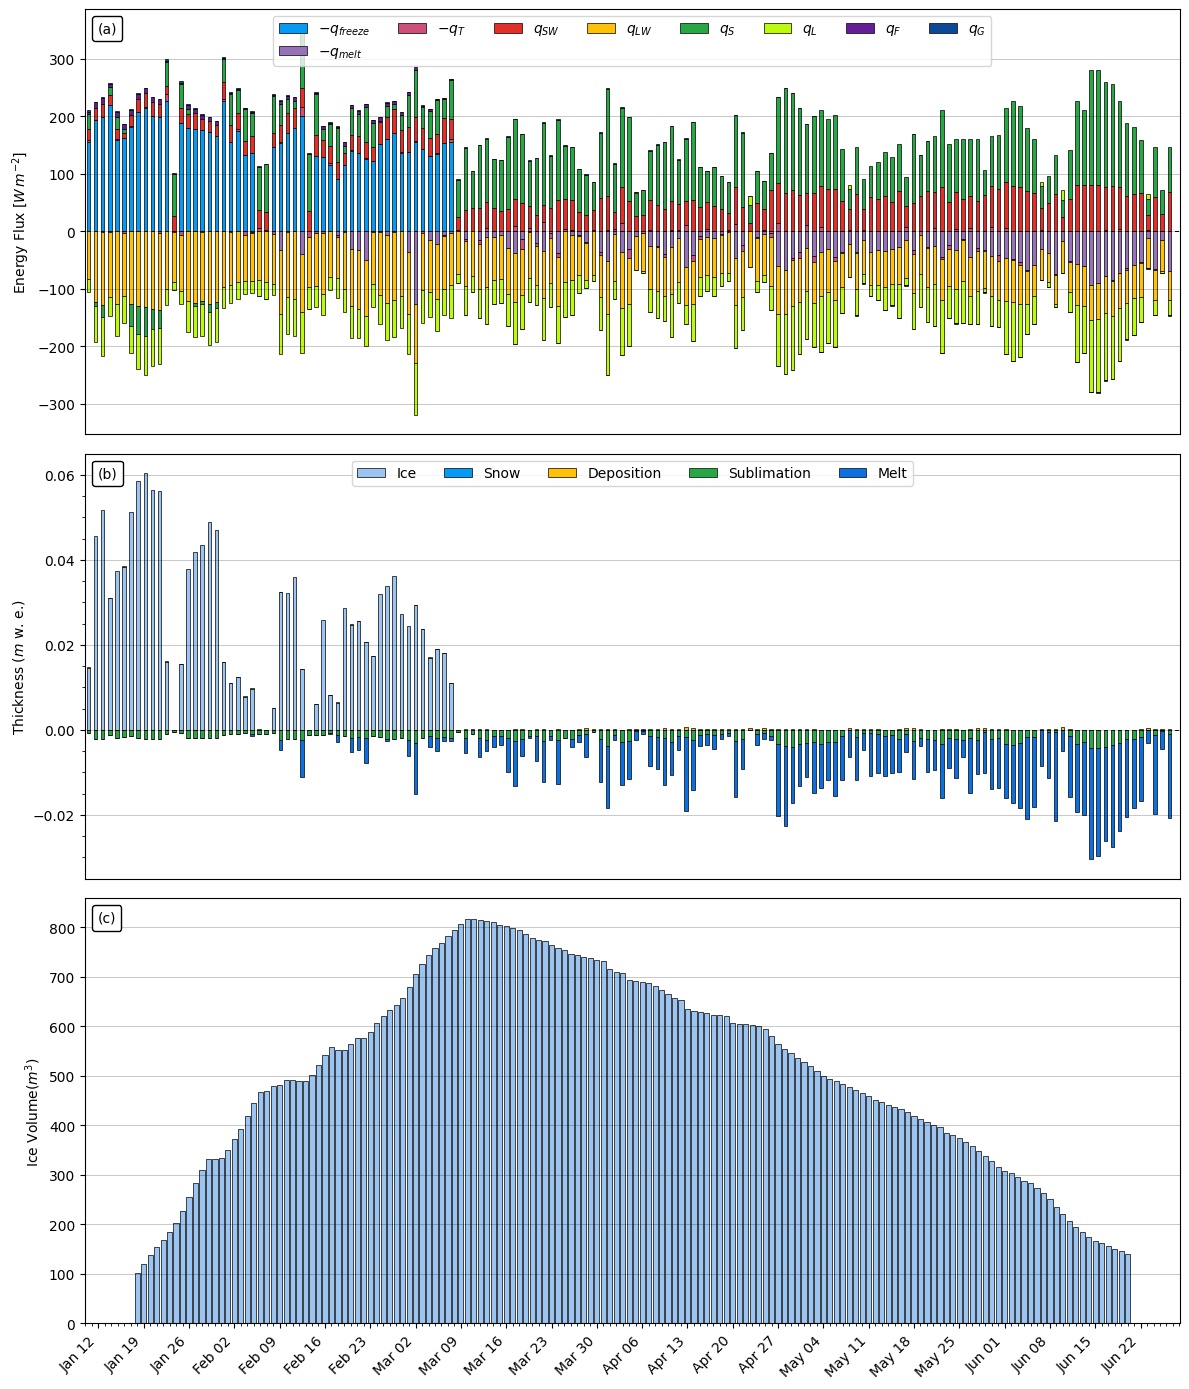 (a)
−q_freeze −q_T q_SW q_LW q_S q_L q_F q_G
−q_melt
300
200
100
0
−100
−200
−300
Energy Flux [W m⁻²]
(b)
Ice Snow Deposition Sublimation Melt
0.06
0.04
0.02
0.00
−0.02
Thickness (m w. e.)
(c)
800
700
600
500
400
300
200
100
0
Ice Volume(m³)
Jan 12 Jan 19 Jan 26 Feb 02 Feb 09 Feb 16 Feb 23 Mar 02 Mar 09 Mar 16 Mar 23 Mar 30 Apr 06 Apr 13 Apr 20 Apr 27 May 04 May 11 May 18 May 25 Jun 01 Jun 08 Jun 15 Jun 22